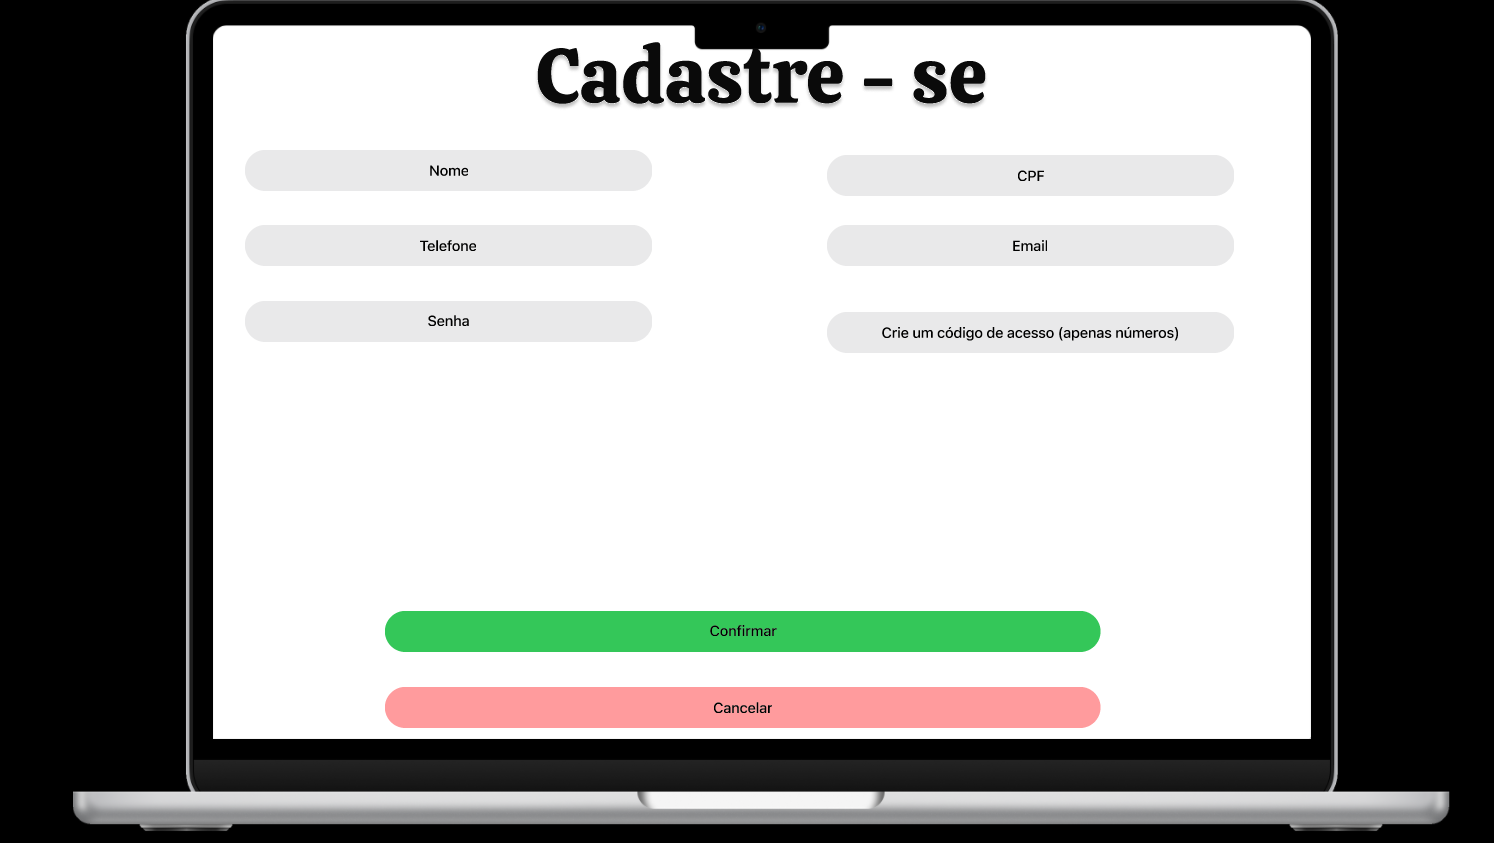 Cadastre - se
Nome
CPF
Telefone
Email
Senha
Crie um código de acesso (apenas números)
Confirmar
Cancelar